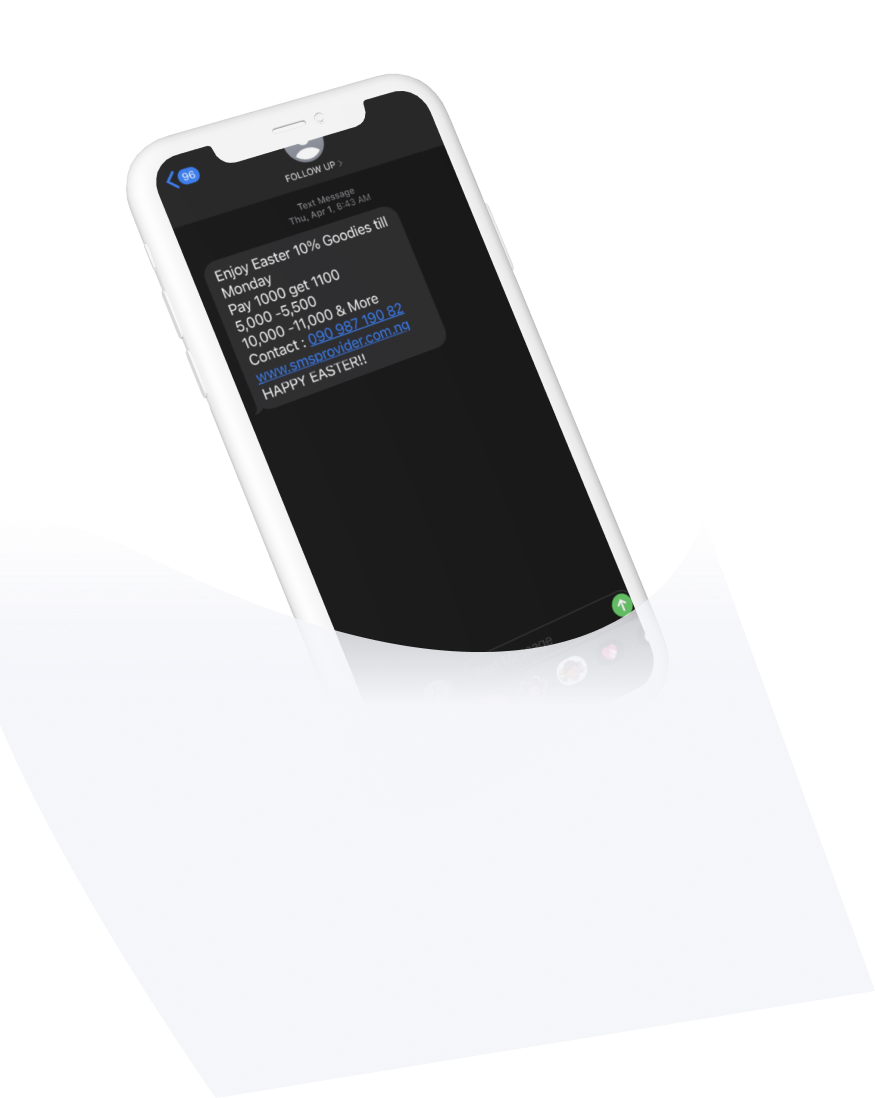 96
FOLLOW UP >
Text Message
Thu, Apr 1, 8:43 AM
Enjoy Easter 10% Goodies till
Monday
Pay 1000 get 1100
5,000 -5,500
10,000 -11,000 & More
Contact : 090 987 190 82
www.smsprovider.com.ng
HAPPY EASTER!!